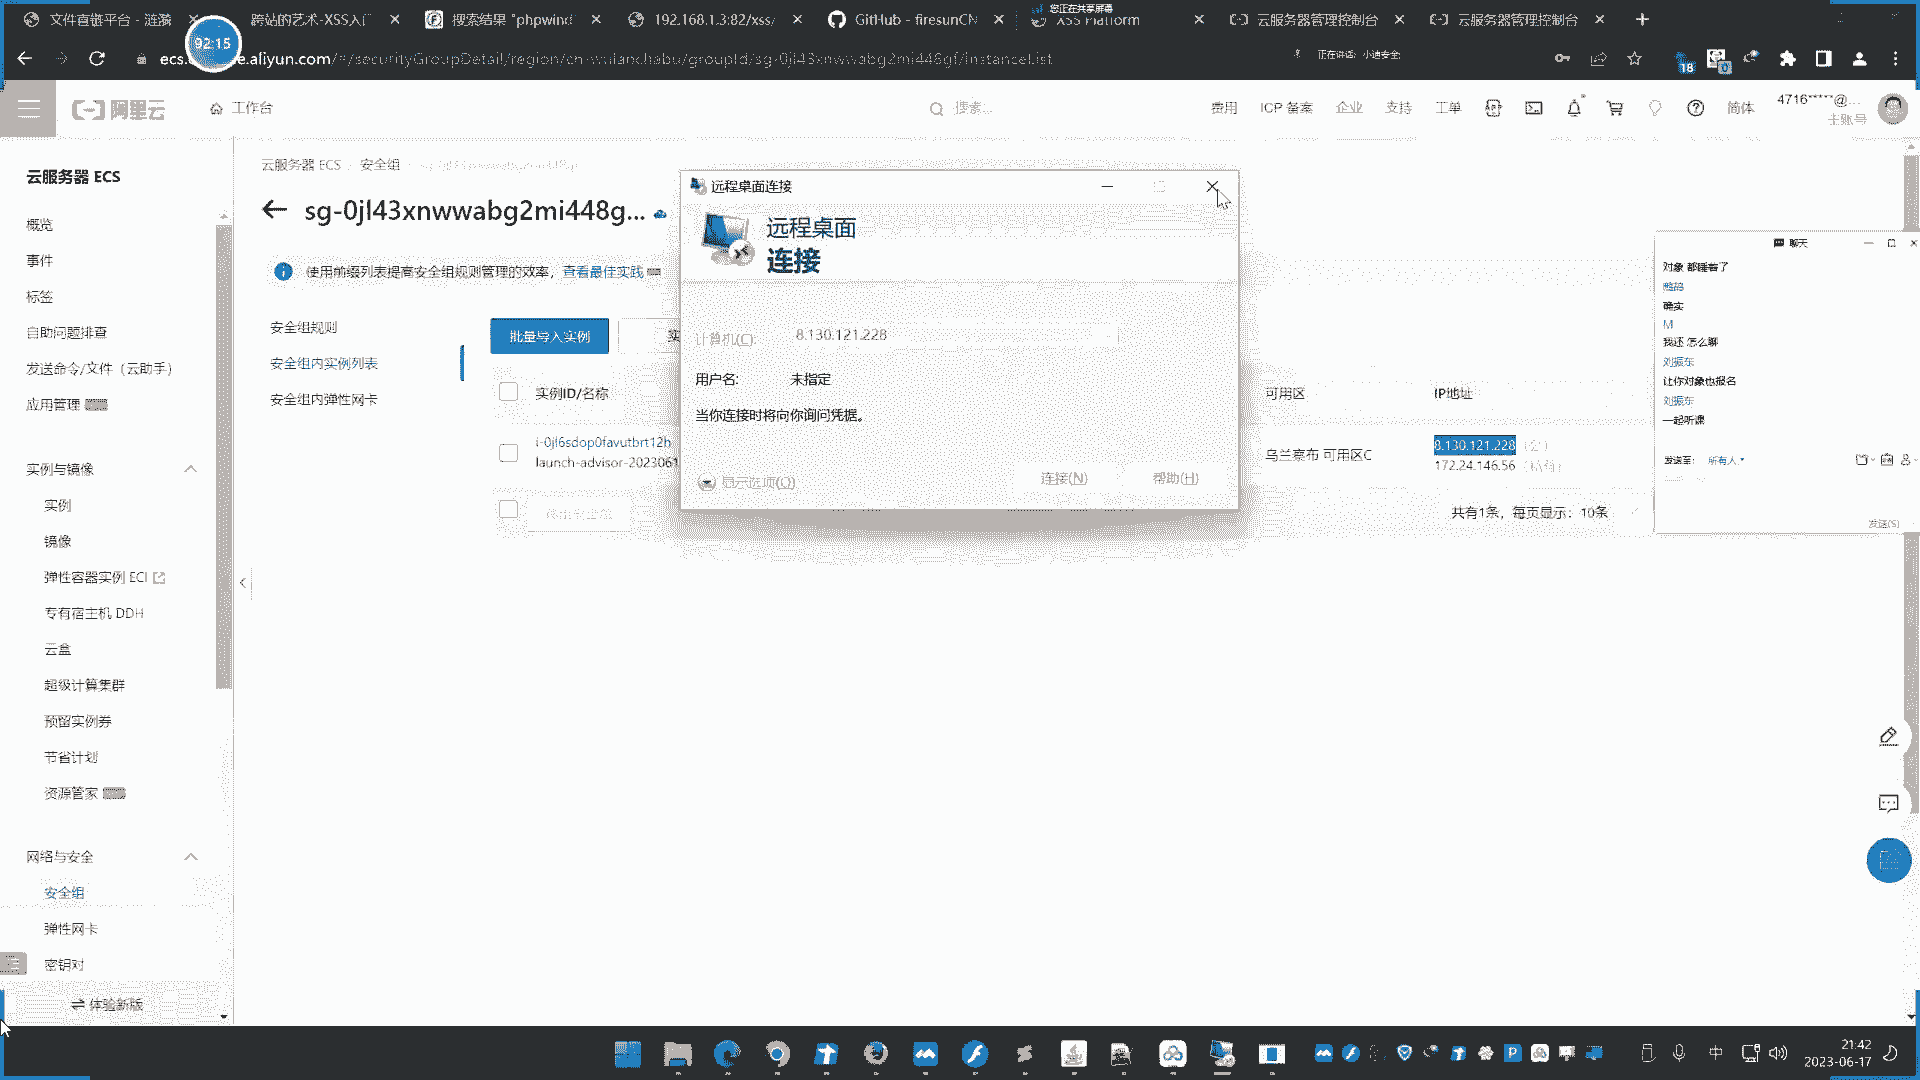 文件直链平台 - 涟漪
跨站的艺术-XSS入门
搜索结果 "phpwind
192.168.1.3:82/xss/
GitHub - firesunCN
您正在共享屏幕
XSS Platform
云服务器管理控制台
云服务器管理控制台
92:15
aliyun.com/#/securityGroupDetail/region/cn-wulanchabu/groupId/sg-0jl43xnwwabg2mi448gf/instanceList
正在讲话: 小迪安全
18
阿里云
工作台
搜索...
费用
ICP 备案
企业
支持
工单
简体
4716*****@...
主账号
云服务器 ECS
概览
事件
标签
自助问题排查
发送命令/文件（云助手）
应用管理
实例与镜像
实例
镜像
弹性容器实例 ECI
专有宿主机 DDH
云盒
超级计算集群
预留实例券
节省计划
资源管家
网络与安全
安全组
弹性网卡
密钥对
体验新版
云服务器 ECS
安全组
sg-0jl43xnwwabg2mi448g...
使用前缀列表提高安全组规则管理的效率，查看最佳实践
安全组规则
安全组内实例列表
安全组内弹性网卡
批量导入实例
实例ID/名称
可用区
IP地址
i-0jl6sdop0favutbrt12h
launch-advisor-2023061
乌兰察布 可用区C
8.130.121.228
172.24.146.56
共有1条，每页显示：10条
远程桌面连接
远程桌面
连接
计算机(C):
8.130.121.228
用户名:
未指定
当你连接时将向你询问凭据。
显示选项(O)
连接(N)
帮助(H)
聊天
对象 都睡着了
确实
M
我还 怎么聊
刘振东
让你对象也报名
刘振东
一起听课
发送至:
所有人
发送(S)
中
21:42
2023-06-17